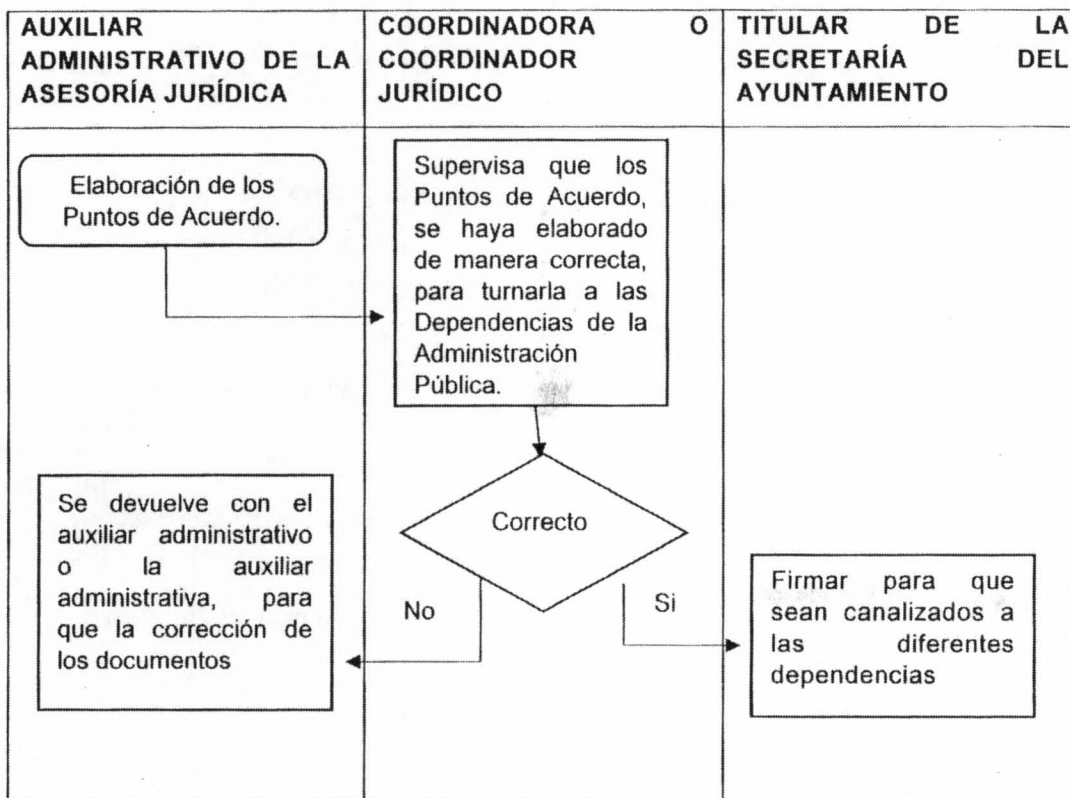 AUXILIAR
ADMINISTRATIVO DE LA
ASESORÍA JURÍDICA
COORDINADORA O
COORDINADOR
JURÍDICO
TITULAR DE LA
SECRETARÍA DEL
AYUNTAMIENTO
Elaboración de los
Puntos de Acuerdo.
Supervisa que los
Puntos de Acuerdo,
se haya elaborado
de manera correcta,
para turnarla a las
Dependencias de la
Administración
Pública.
Correcto
No
Si
Se devuelve con el
auxiliar administrativo
o la auxiliar
administrativa, para
que la corrección de
los documentos
Firmar para que
sean canalizados a
las diferentes
dependencias